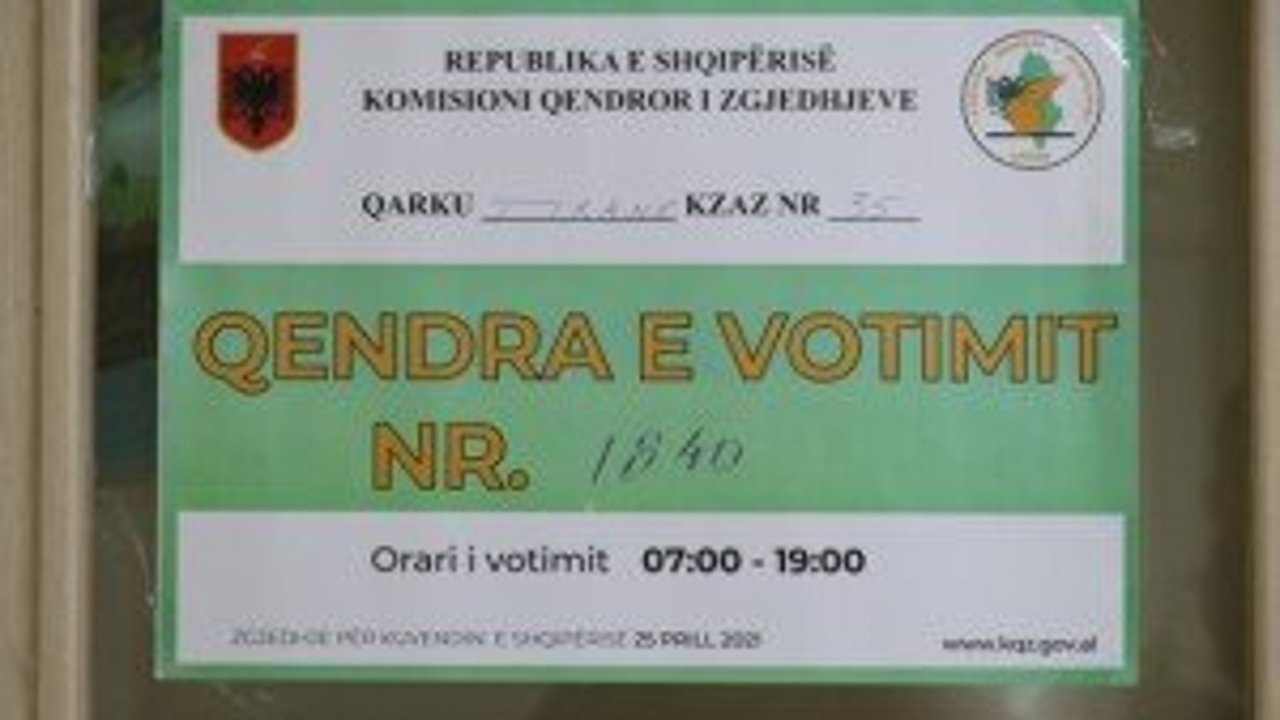 REPUBLIKA E SHQIPËRISË
KOMISIONI QENDROR I ZGJEDHJEVE
QARKU TIRANE KZAZ NR 35
QENDRA E VOTIMIT
NR. 1840
Orari i votimit 07:00 - 19:00
ZGJEDHJE PËR KUVENDIN E SHQIPËRISË 25 PRILL 2021
www.kqz.gov.al